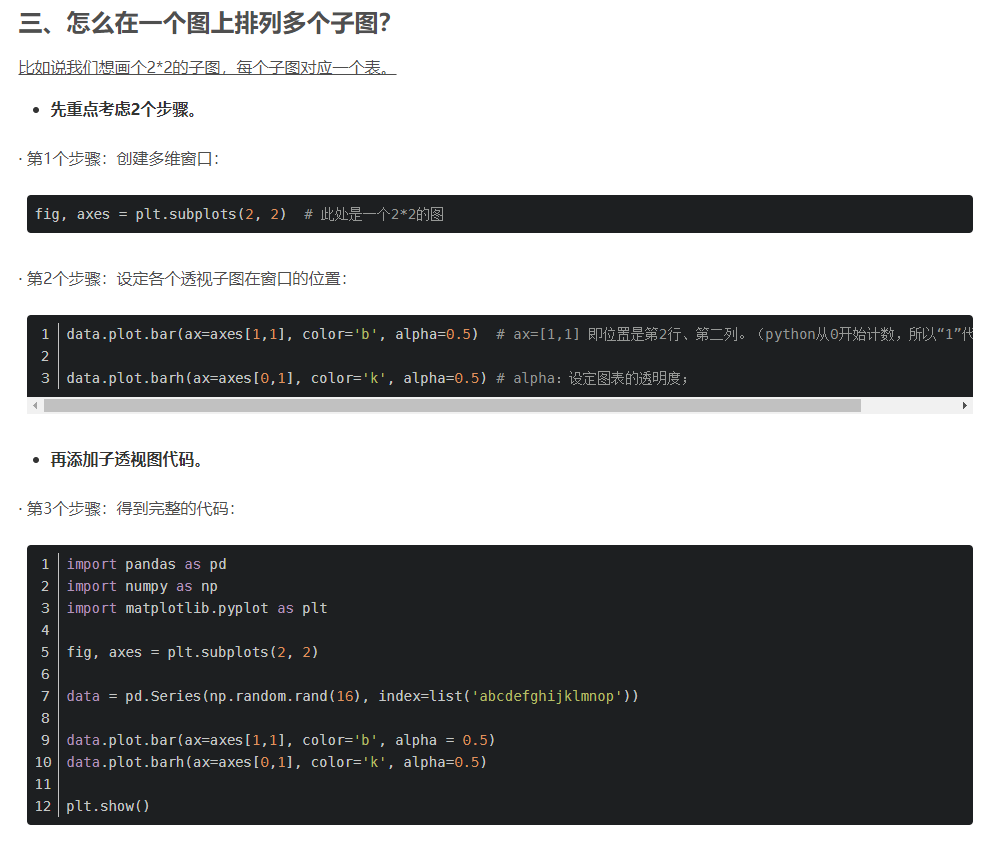 三、怎么在一个图上排列多个子图？
比如说我们想画个2*2的子图，每个子图对应一个表。
• 先重点考虑2个步骤。
· 第1个步骤：创建多维窗口：
fig, axes = plt.subplots(2, 2)  # 此处是一个2*2的图
· 第2个步骤：设定各个透视子图在窗口的位置：
1 data.plot.bar(ax=axes[1,1], color='b', alpha=0.5)  # ax=[1,1] 即位置是第2行、第二列。（python从0开始计数，所以“1”代
2
3 data.plot.barh(ax=axes[0,1], color='k', alpha=0.5) # alpha：设定图表的透明度；
• 再添加子透视图代码。
· 第3个步骤：得到完整的代码：
1 import pandas as pd
2 import numpy as np
3 import matplotlib.pyplot as plt
4
5 fig, axes = plt.subplots(2, 2)
6
7 data = pd.Series(np.random.rand(16), index=list('abcdefghijklmnop'))
8
9 data.plot.bar(ax=axes[1,1], color='b', alpha = 0.5)
10 data.plot.barh(ax=axes[0,1], color='k', alpha=0.5)
11
12 plt.show()